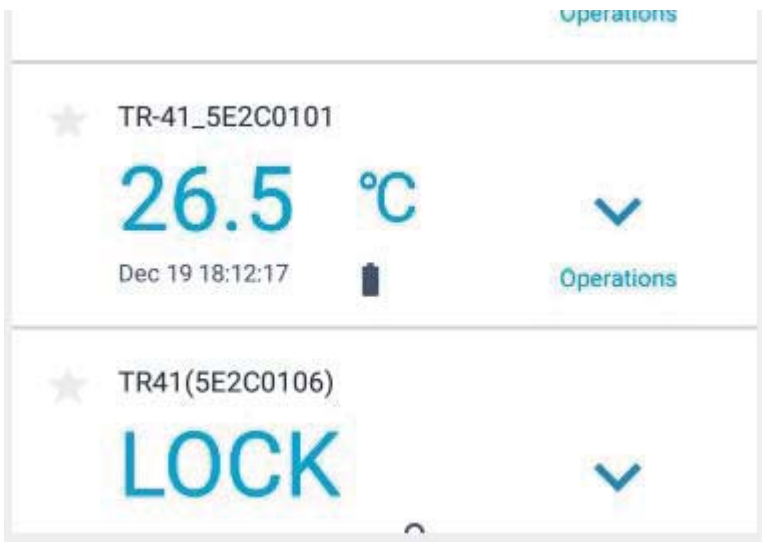 Operations
TR-41_5E2C0101
26.5 ℃
Dec 19 18:12:17
Operations
TR41(5E2C0106)
LOCK